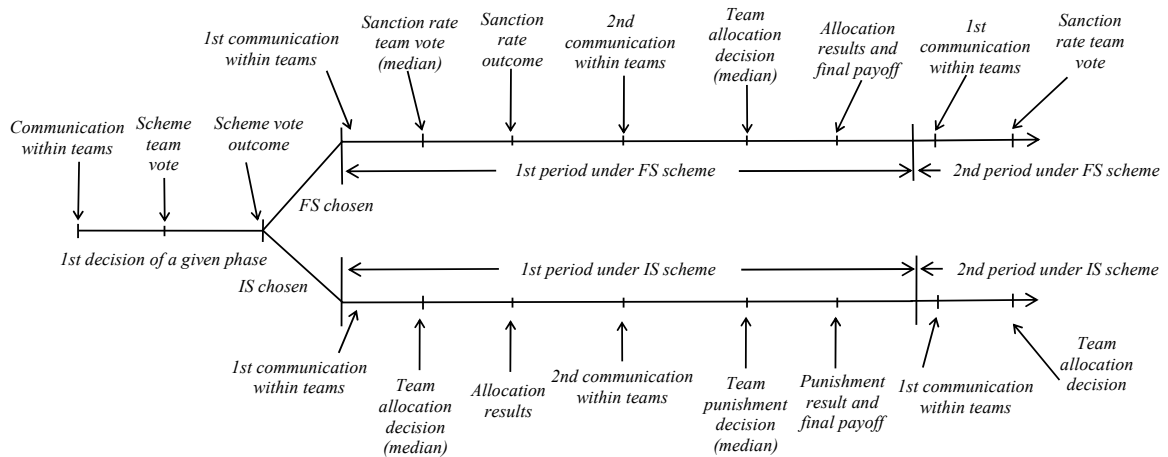 1st communication
within teams
Sanction rate
team vote
(median)
Sanction
rate
outcome
2nd
communication
within teams
Team
allocation
decision
(median)
Allocation
results and
final payoff
1st
communication
within teams
Sanction
rate team
vote
Communication
within teams
Scheme
team
vote
Scheme vote
outcome
1st period under FS scheme
2nd period under FS scheme
FS chosen
1st decision of a given phase
IS chosen
1st period under IS scheme
2nd period under IS scheme
1st communication
within teams
Team
allocation
decision
(median)
Allocation
results
2nd communication
within teams
Team
punishment
decision
(median)
Punishment
result and
final payoff
1st communication
within teams
Team
allocation
decision